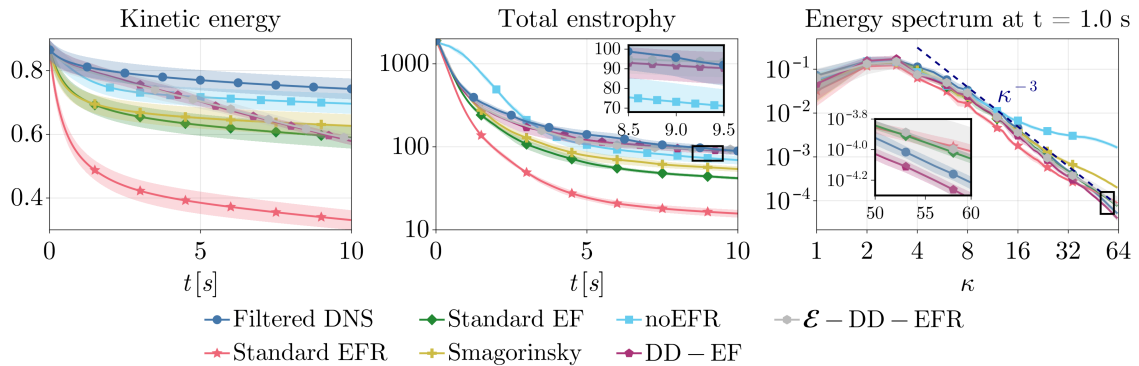 Kinetic energy
Total enstrophy
Energy spectrum at t = 1.0 s
0.8
0.6
0.4
0
5
10
t[s]
1000
100
10
0
5
10
t[s]
100
90
80
70
8.5
9.0
9.5
10⁻¹
10⁻²
10⁻³
10⁻⁴
1
2
4
8
16
32
64
κ
κ⁻³
10⁻³·⁸
10⁻⁴·⁰
10⁻⁴·²
50
55
60
Filtered DNS
Standard EF
noEFR
ℰ − DD − EFR
Standard EFR
Smagorinsky
DD − EF